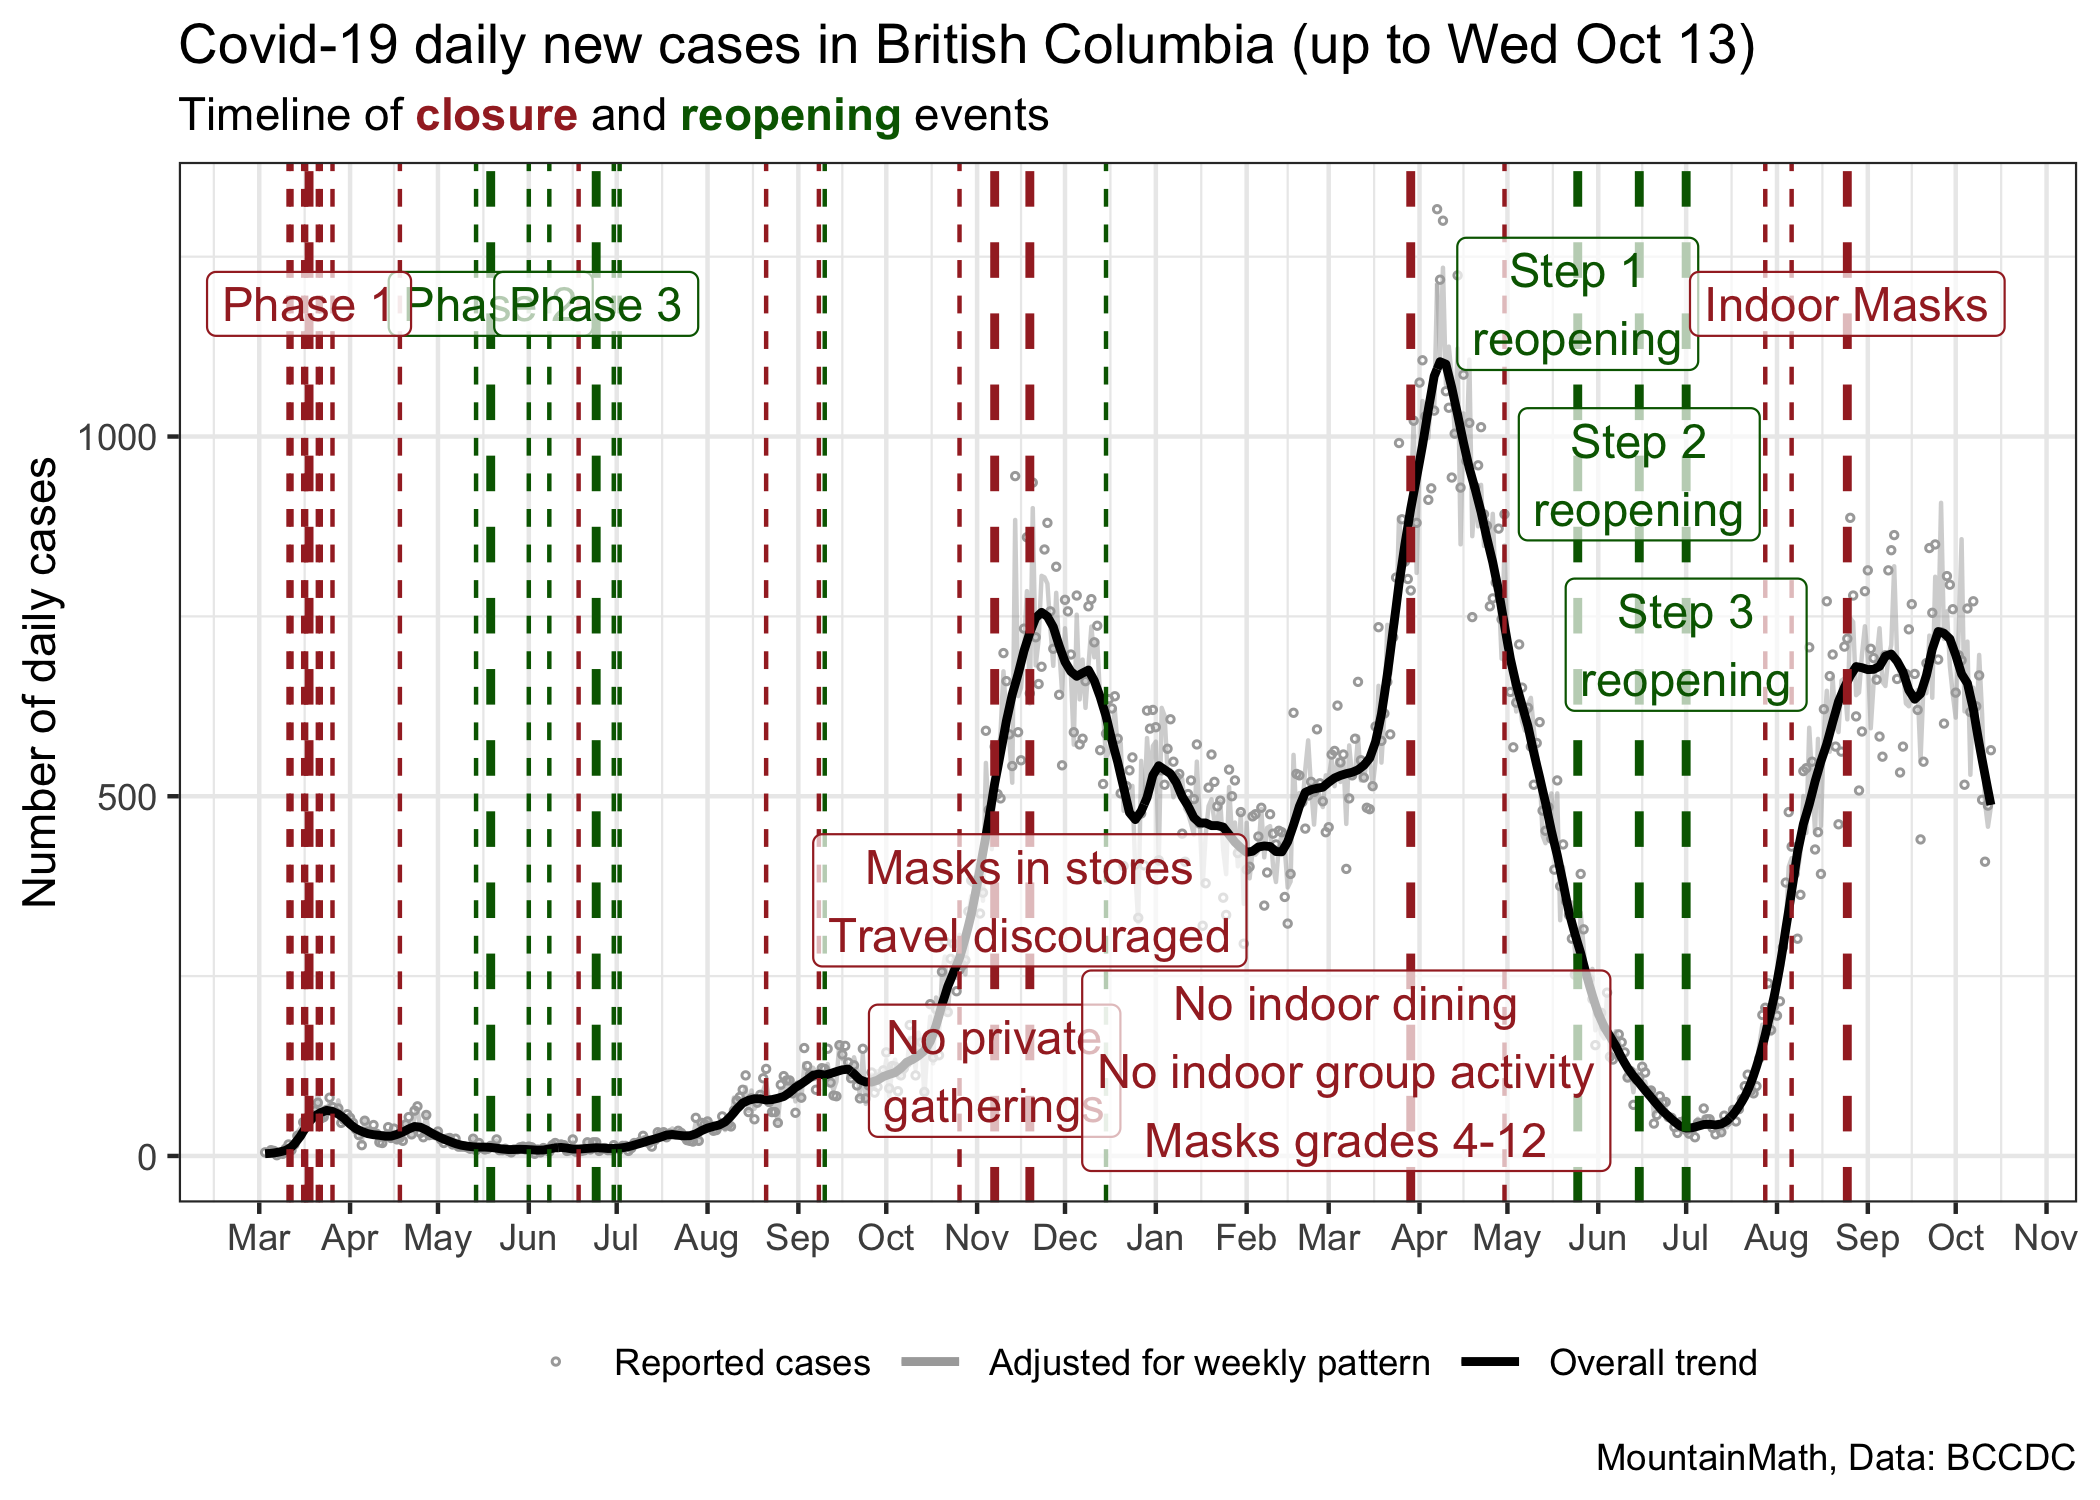 Covid-19 daily new cases in British Columbia (up to Wed Oct 13)
Timeline of closure and reopening events
Number of daily cases
1000
500
0
Phase 1
Phase 2
Phase 3
Step 1
reopening
Indoor Masks
Step 2
reopening
Step 3
reopening
Masks in stores
Travel discouraged
No private
gatherings
No indoor dining
No indoor group activity
Masks grades 4-12
Mar Apr May Jun Jul Aug Sep Oct Nov Dec Jan Feb Mar Apr May Jun Jul Aug Sep Oct Nov
Reported cases Adjusted for weekly pattern Overall trend
MountainMath, Data: BCCDC